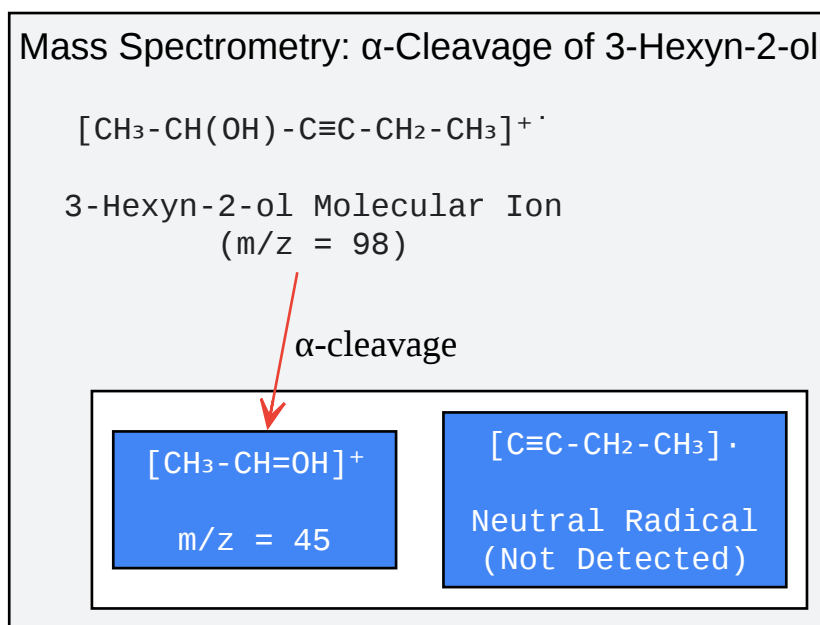 Mass Spectrometry: α-Cleavage of 3-Hexyn-2-ol
[CH₃-CH(OH)-C≡C-CH₂-CH₃]⁺˙
3-Hexyn-2-ol Molecular Ion
(m/z = 98)
α-cleavage
[CH₃-CH=OH]⁺
m/z = 45
[C≡C-CH₂-CH₃]·
Neutral Radical
(Not Detected)